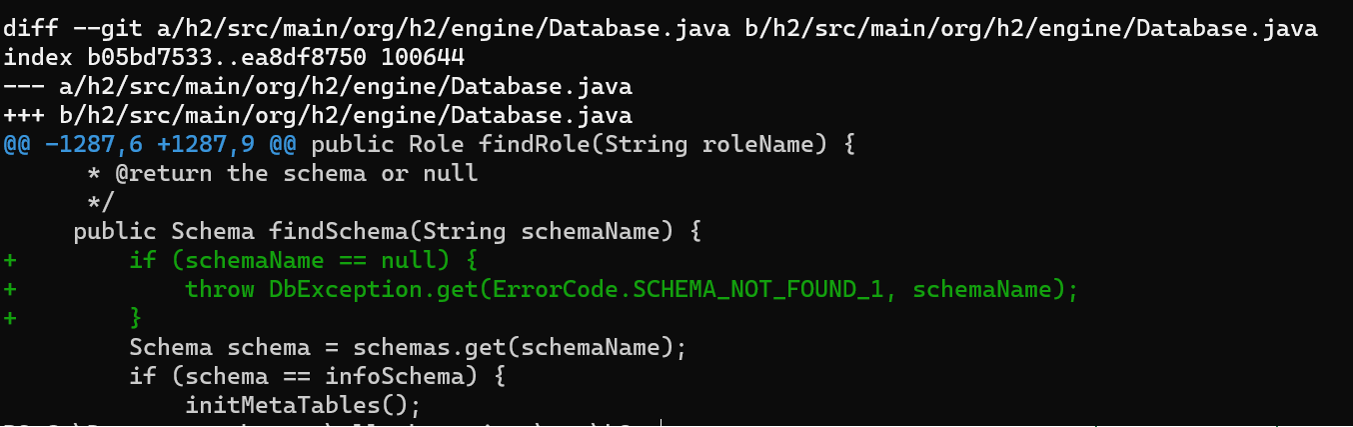 diff --git a/h2/src/main/org/h2/engine/Database.java b/h2/src/main/org/h2/engine/Database.java
index b05bd7533..ea8df8750 100644
--- a/h2/src/main/org/h2/engine/Database.java
+++ b/h2/src/main/org/h2/engine/Database.java
@@ -1287,6 +1287,9 @@ public Role findRole(String roleName) {
      * @return the schema or null
      */
    public Schema findSchema(String schemaName) {
+        if (schemaName == null) {
+            throw DbException.get(ErrorCode.SCHEMA_NOT_FOUND_1, schemaName);
+        }
        Schema schema = schemas.get(schemaName);
        if (schema == infoSchema) {
            initMetaTables();